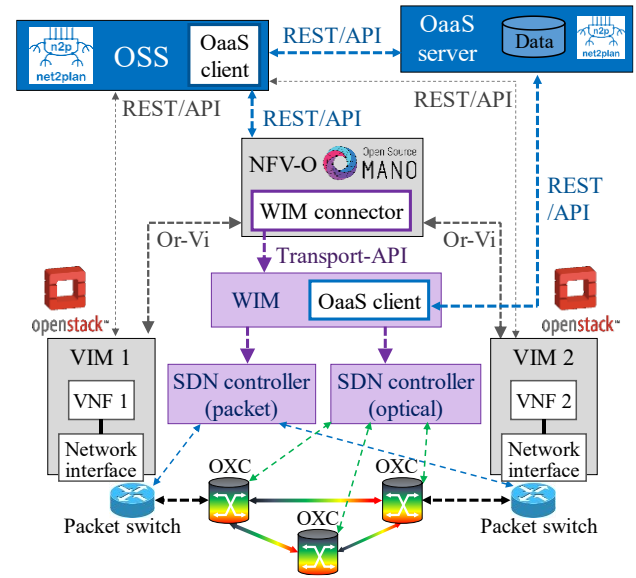 n2p
net2plan
OSS
OaaS
client
REST/API
OaaS
server
Data
n2p
net2plan
REST/API
REST/API
REST/API
NFV-O
Open Source
MANO
WIM connector
REST
/API
Or-Vi
Or-Vi
Transport-API
openstack™
WIM
OaaS client
openstack™
VIM 1
VNF 1
Network
interface
SDN controller
(packet)
SDN controller
(optical)
VIM 2
VNF 2
Network
interface
OXC
OXC
OXC
Packet switch
Packet switch